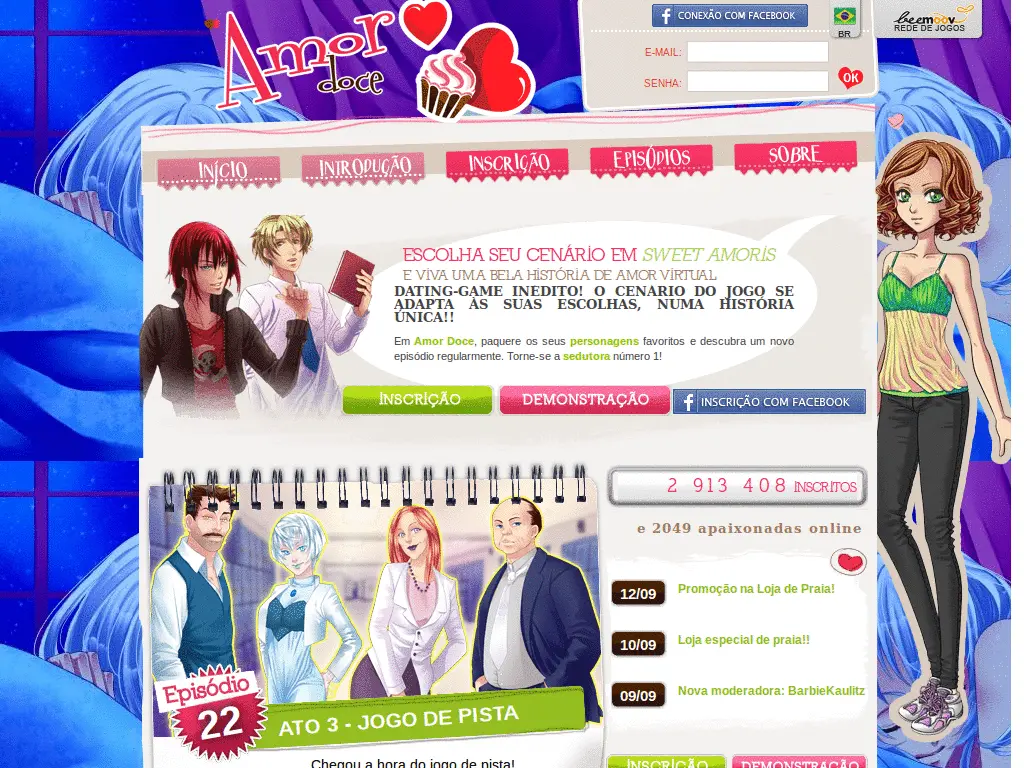 Amor
doce
CONEXÃO COM FACEBOOK
BR
beemoov
REDE DE JOGOS
E-MAIL:
SENHA:
OK
INÍCIO
INTRODUÇÃO
INSCRIÇÃO
EPISÓDIOS
SOBRE
ESCOLHA SEU CENÁRIO EM SWEET AMORIS
E VIVA UMA BELA HISTÓRIA DE AMOR VIRTUAL
DATING-GAME INEDITO! O CENARIO DO JOGO SE
ADAPTA ÀS SUAS ESCOLHAS, NUMA HISTÓRIA
ÚNICA!!
Em Amor Doce, paquere os seus personagens favoritos e descubra um novo
episódio regularmente. Torne-se a sedutora número 1!
INSCRIÇÃO
DEMONSTRAÇÃO
INSCRIÇÃO COM FACEBOOK
2 913 408 INSCRITOS
e 2049 apaixonadas online
12/09
Promoção na Loja de Praia!
10/09
Loja especial de praia!!
09/09
Nova moderadora: BarbieKaulitz
Episódio
22
ATO 3 - JOGO DE PISTA
Chegou a hora do jogo de pista!
INSCRIÇÃO
DEMONSTRAÇÃO